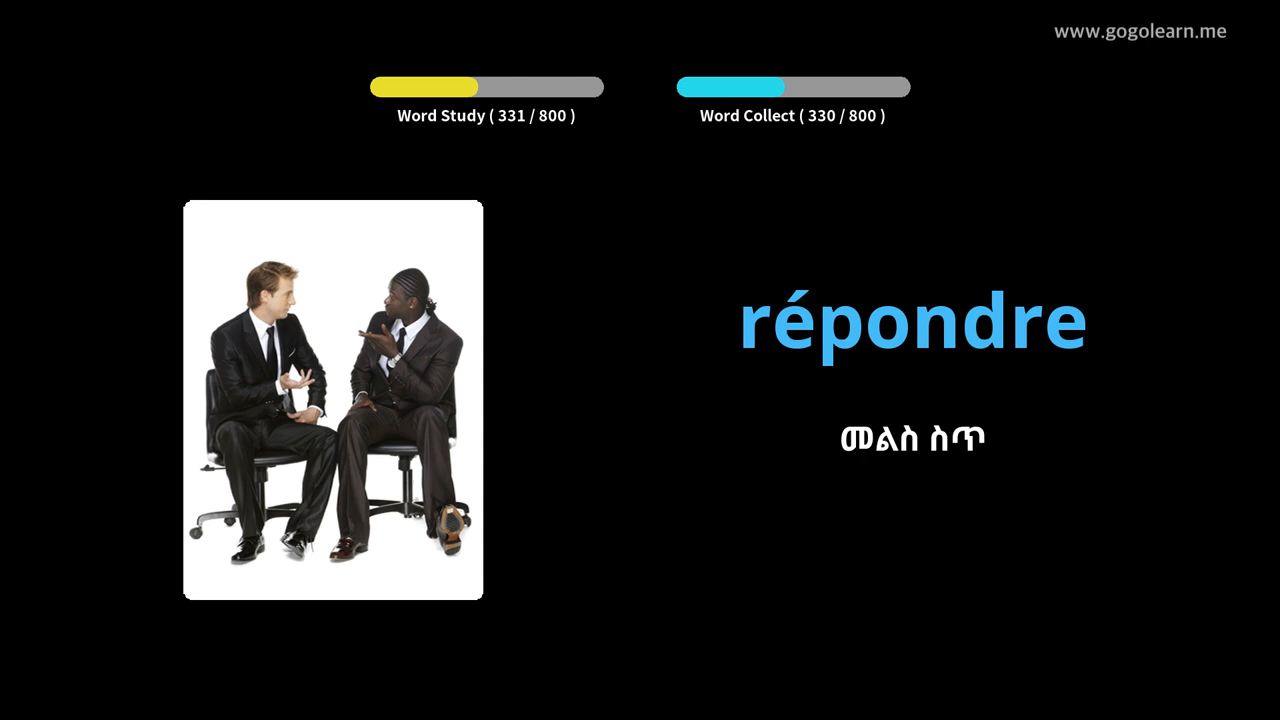 www.gogolearn.me
Word Study ( 331 / 800 )
Word Collect ( 330 / 800 )
répondre
መልስ ስጥ